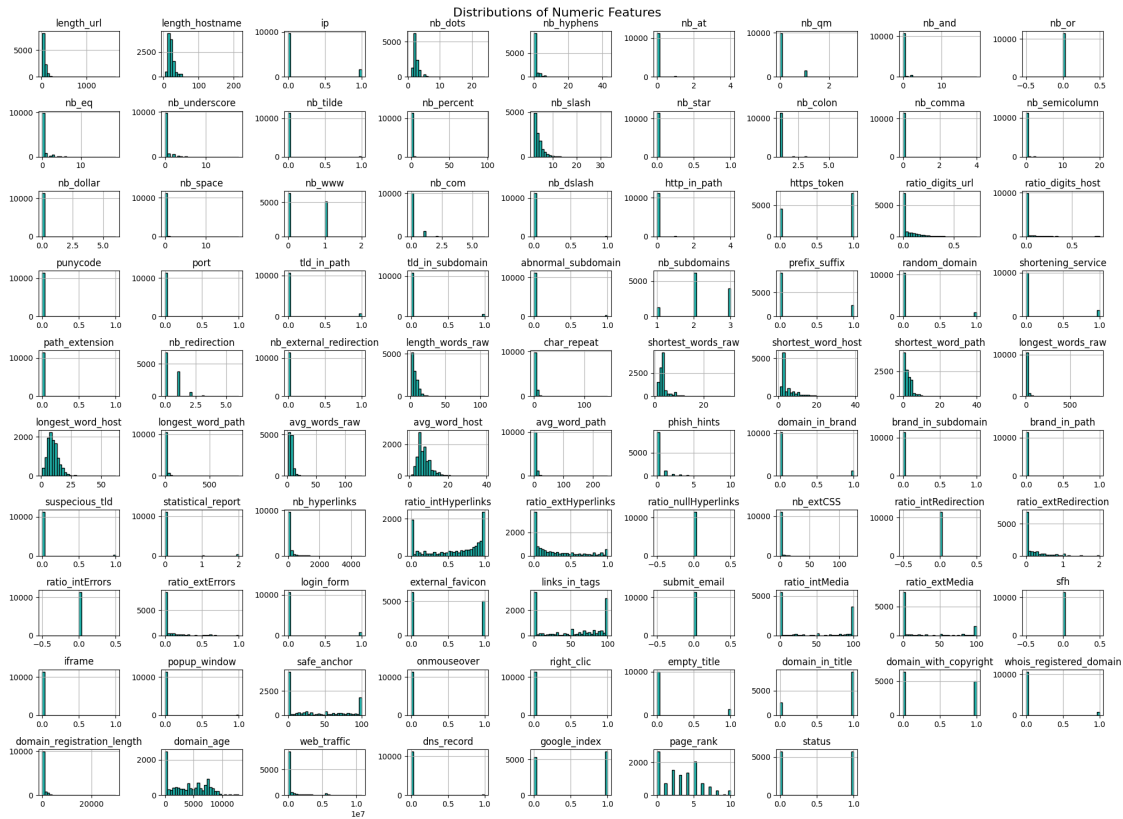 Distributions of Numeric Features
length_url length_hostname ip nb_dots nb_hyphens nb_at nb_qm nb_and nb_or
nb_eq nb_underscore nb_tilde nb_percent nb_slash nb_star nb_colon nb_comma nb_semicolumn
nb_dollar nb_space nb_www nb_com nb_dslash http_in_path https_token ratio_digits_url ratio_digits_host
punycode port tld_in_path tld_in_subdomain abnormal_subdomain nb_subdomains prefix_suffix random_domain shortening_service
path_extension nb_redirection nb_external_redirection length_words_raw char_repeat shortest_words_raw shortest_word_host shortest_word_path longest_words_raw
longest_word_host longest_word_path avg_words_raw avg_word_host avg_word_path phish_hints domain_in_brand brand_in_subdomain brand_in_path
suspecious_tld statistical_report nb_hyperlinks ratio_intHyperlinks ratio_extHyperlinks ratio_nullHyperlinks nb_extCSS ratio_intRedirection ratio_extRedirection
ratio_intErrors ratio_extErrors login_form external_favicon links_in_tags submit_email ratio_intMedia ratio_extMedia sfh
iframe popup_window safe_anchor onmouseover right_clic empty_title domain_in_title domain_with_copyright whois_registered_domain
domain_registration_length domain_age web_traffic dns_record google_index page_rank status
1e7